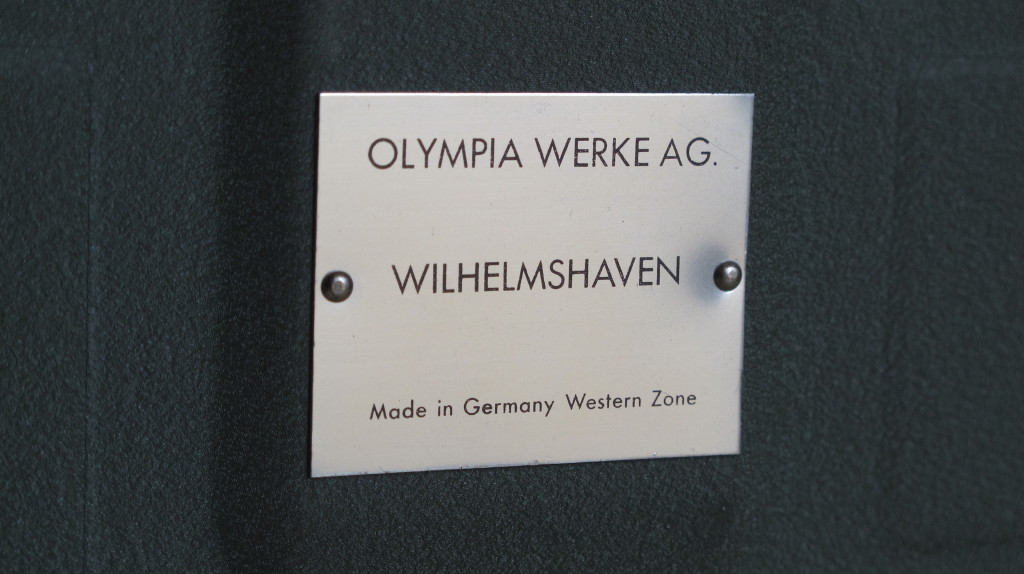 OLYMPIA WERKE AG.
WILHELMSHAVEN
Made in Germany Western Zone